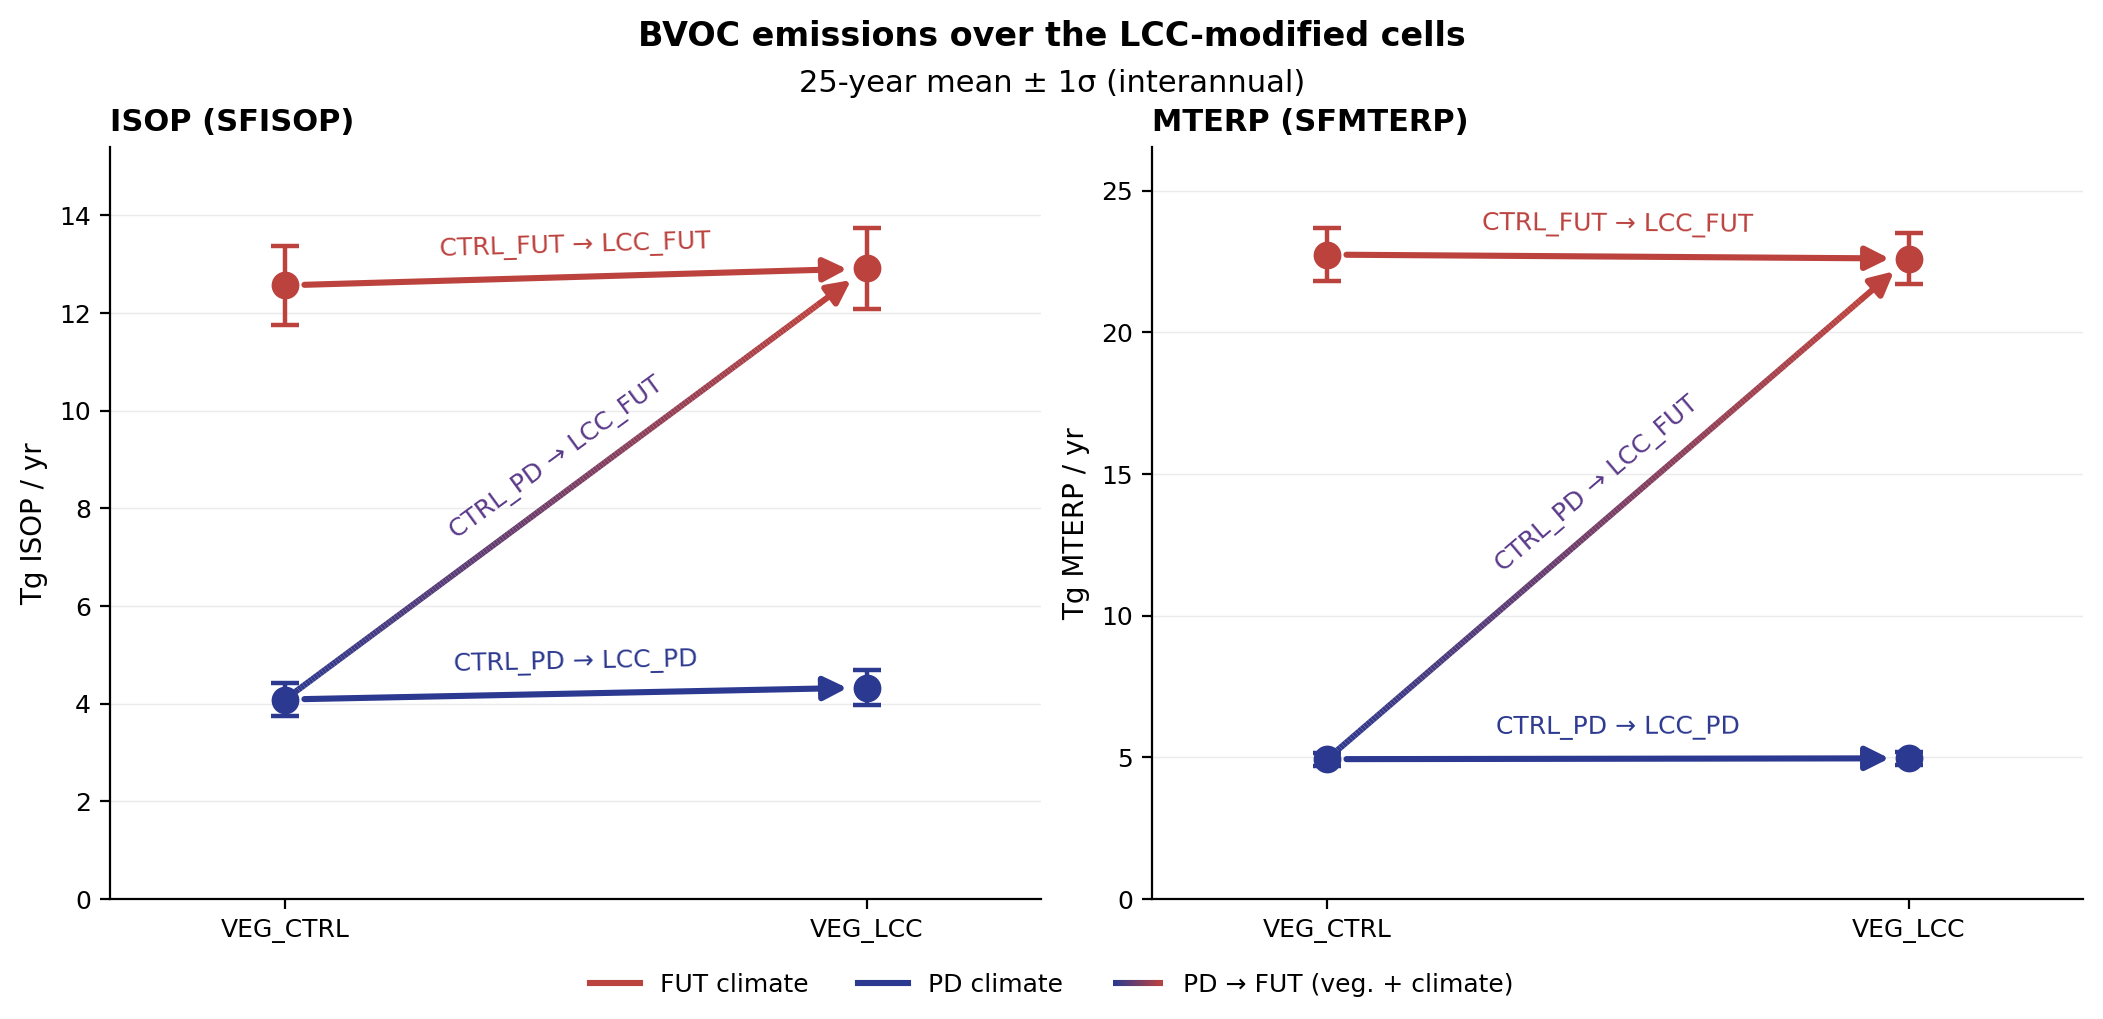 BVOC emissions over the LCC-modified cells
25-year mean ± 1σ (interannual)
ISOP (SFISOP)
Tg ISOP / yr
14
12
10
8
6
4
2
0
CTRL_FUT → LCC_FUT
CTRL_PD → LCC_FUT
CTRL_PD → LCC_PD
VEG_CTRL
VEG_LCC
MTERP (SFMTERP)
Tg MTERP / yr
25
20
15
10
5
0
CTRL_FUT → LCC_FUT
CTRL_PD → LCC_FUT
CTRL_PD → LCC_PD
VEG_CTRL
VEG_LCC
FUT climate
PD climate
PD → FUT (veg. + climate)